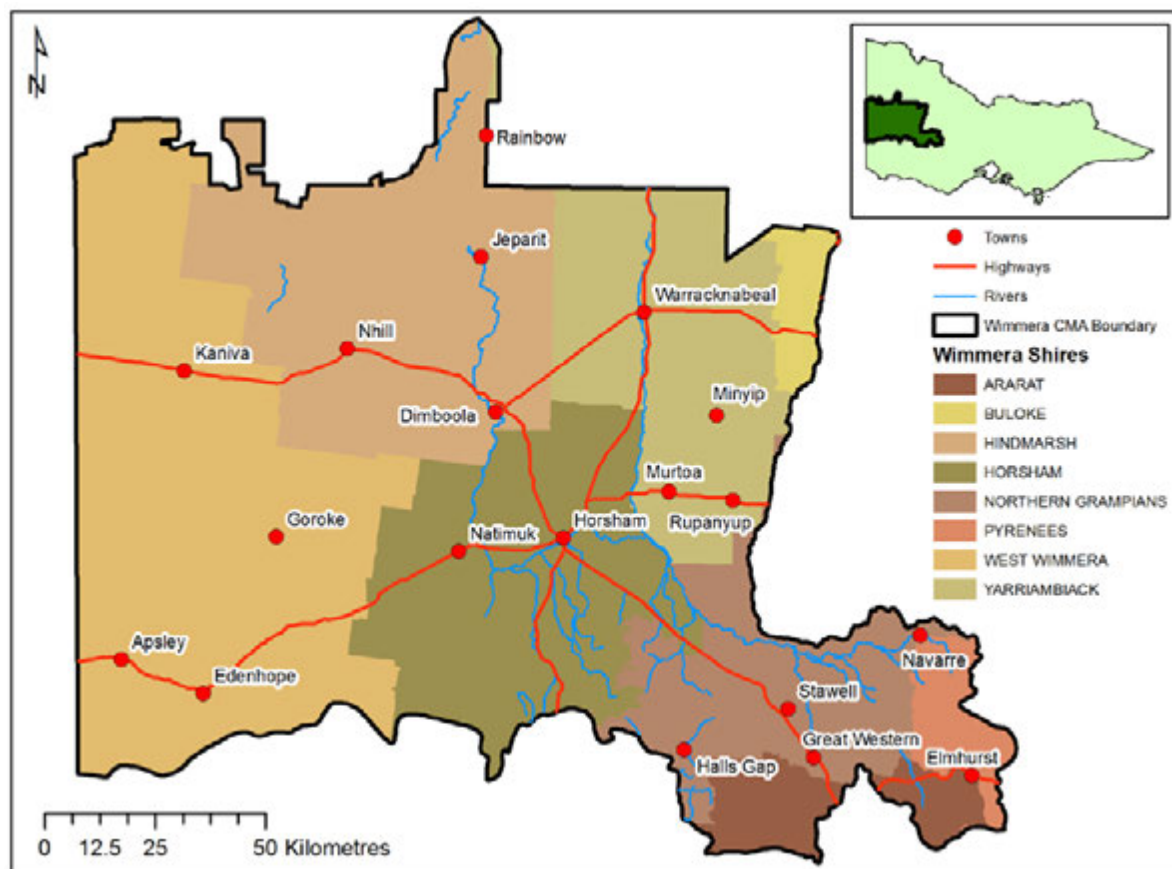 N
Rainbow
Jeparit
Warracknabeal
Nhill
Kaniva
Minyip
Dimboola
Murtoa
Rupanyup
Goroke
Natimuk
Horsham
Apsley
Edenhope
Navarre
Stawell
Great Western
Halls Gap
Elmhurst
0 12.5 25 50 Kilometres
Towns
Highways
Rivers
Wimmera CMA Boundary
Wimmera Shires
ARARAT
BULOKE
HINDMARSH
HORSHAM
NORTHERN GRAMPIANS
PYRENEES
WEST WIMMERA
YARRIAMBIACK